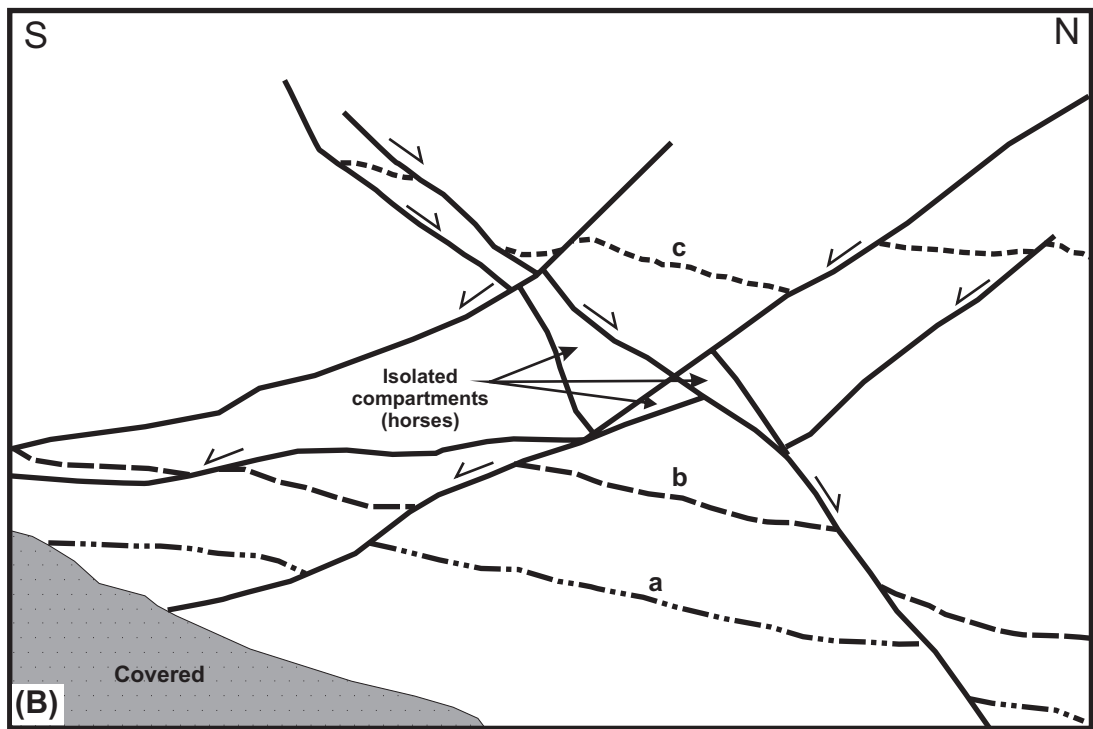 S
N
c
Isolated
compartments
(horses)
b
a
Covered
(B)